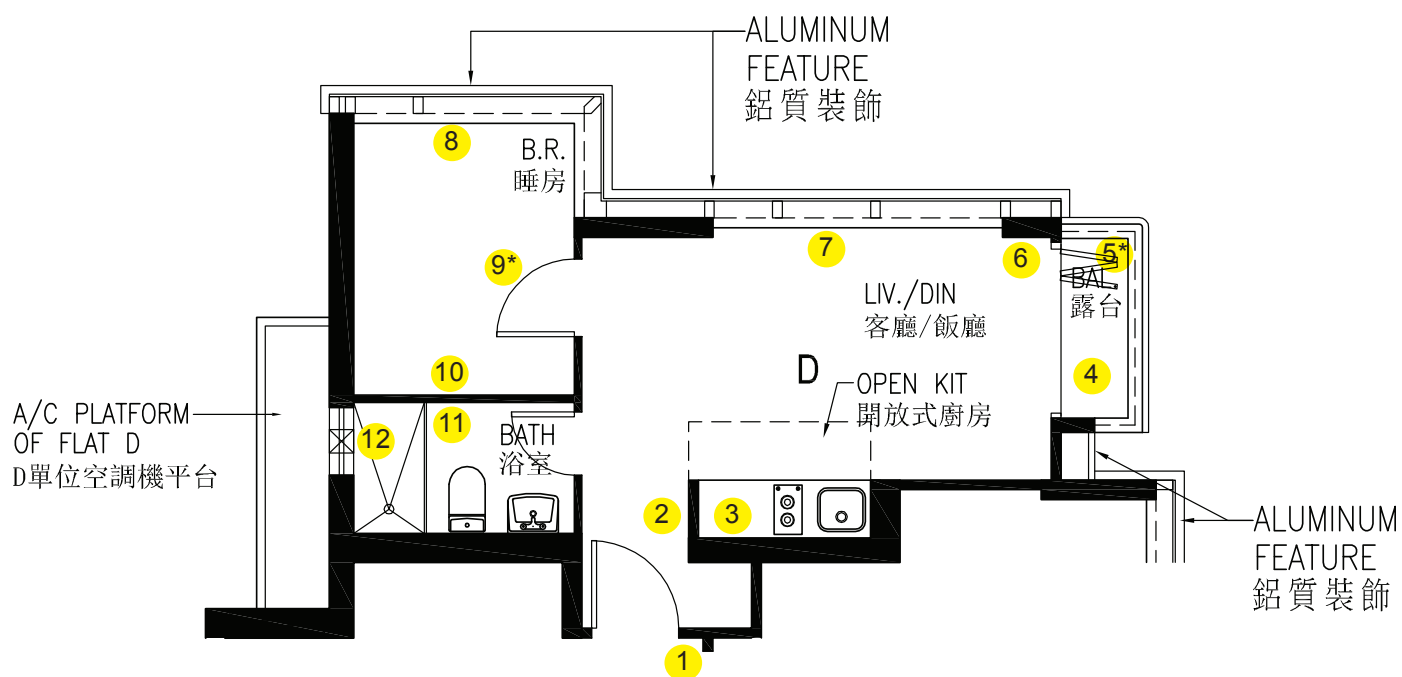 ALUMINUM
FEATURE
鋁質裝飾
8
B.R.
睡房
9*
7
6
5*
BAL.
露台
LIV./DIN
客廳/飯廳
4
D
OPEN KIT
開放式廚房
10
A/C PLATFORM
OF FLAT D
D單位空調機平台
11
12
BATH
浴室
2
3
ALUMINUM
FEATURE
鋁質裝飾
1